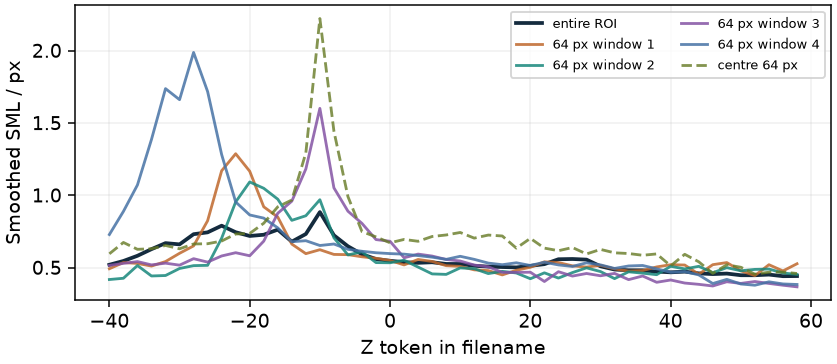 entire ROI
64 px window 1
64 px window 2
64 px window 3
64 px window 4
centre 64 px
Smoothed SML / px
2.0
1.5
1.0
0.5
−40
−20
0
20
40
60
Z token in filename